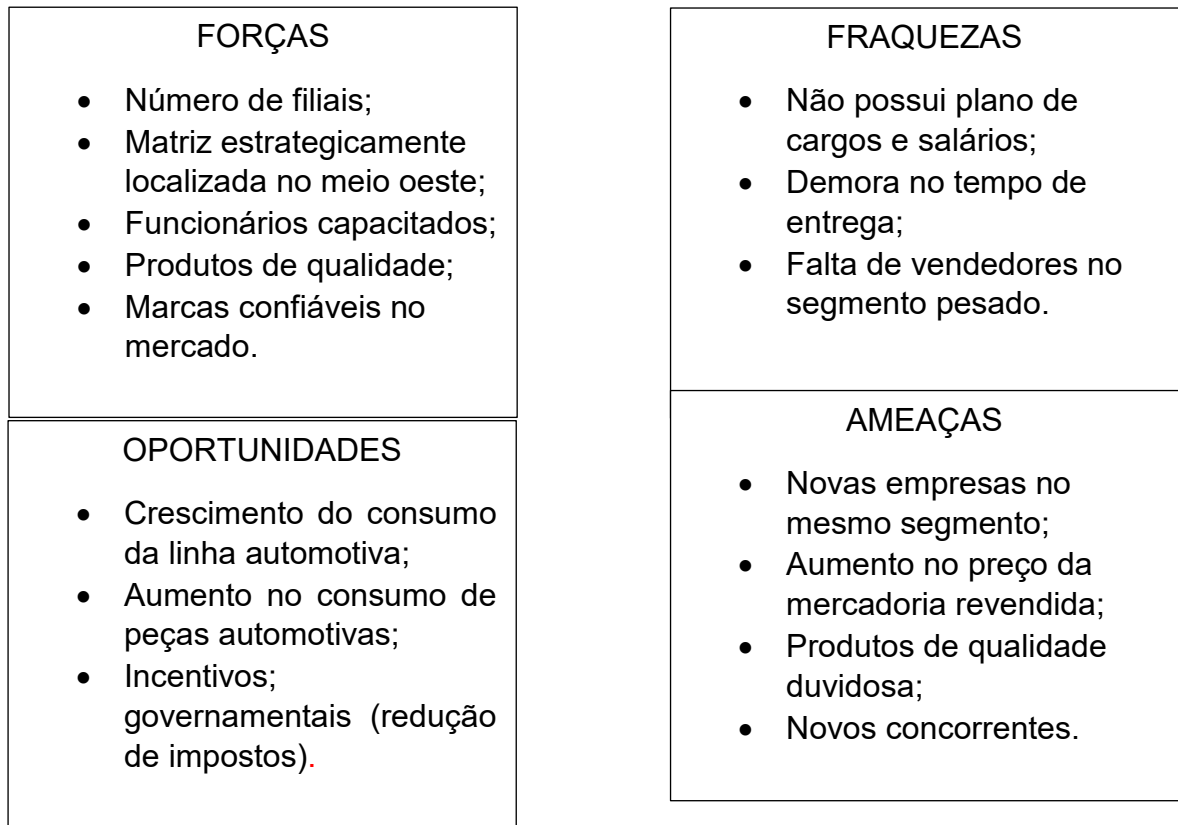 FORÇAS
• Número de filiais;
• Matriz estrategicamente
localizada no meio oeste;
• Funcionários capacitados;
• Produtos de qualidade;
• Marcas confiáveis no
mercado.
FRAQUEZAS
• Não possui plano de
cargos e salários;
• Demora no tempo de
entrega;
• Falta de vendedores no
segmento pesado.
OPORTUNIDADES
• Crescimento do consumo
da linha automotiva;
• Aumento no consumo de
peças automotivas;
• Incentivos;
governamentais (redução
de impostos).
AMEAÇAS
• Novas empresas no
mesmo segmento;
• Aumento no preço da
mercadoria revendida;
• Produtos de qualidade
duvidosa;
• Novos concorrentes.